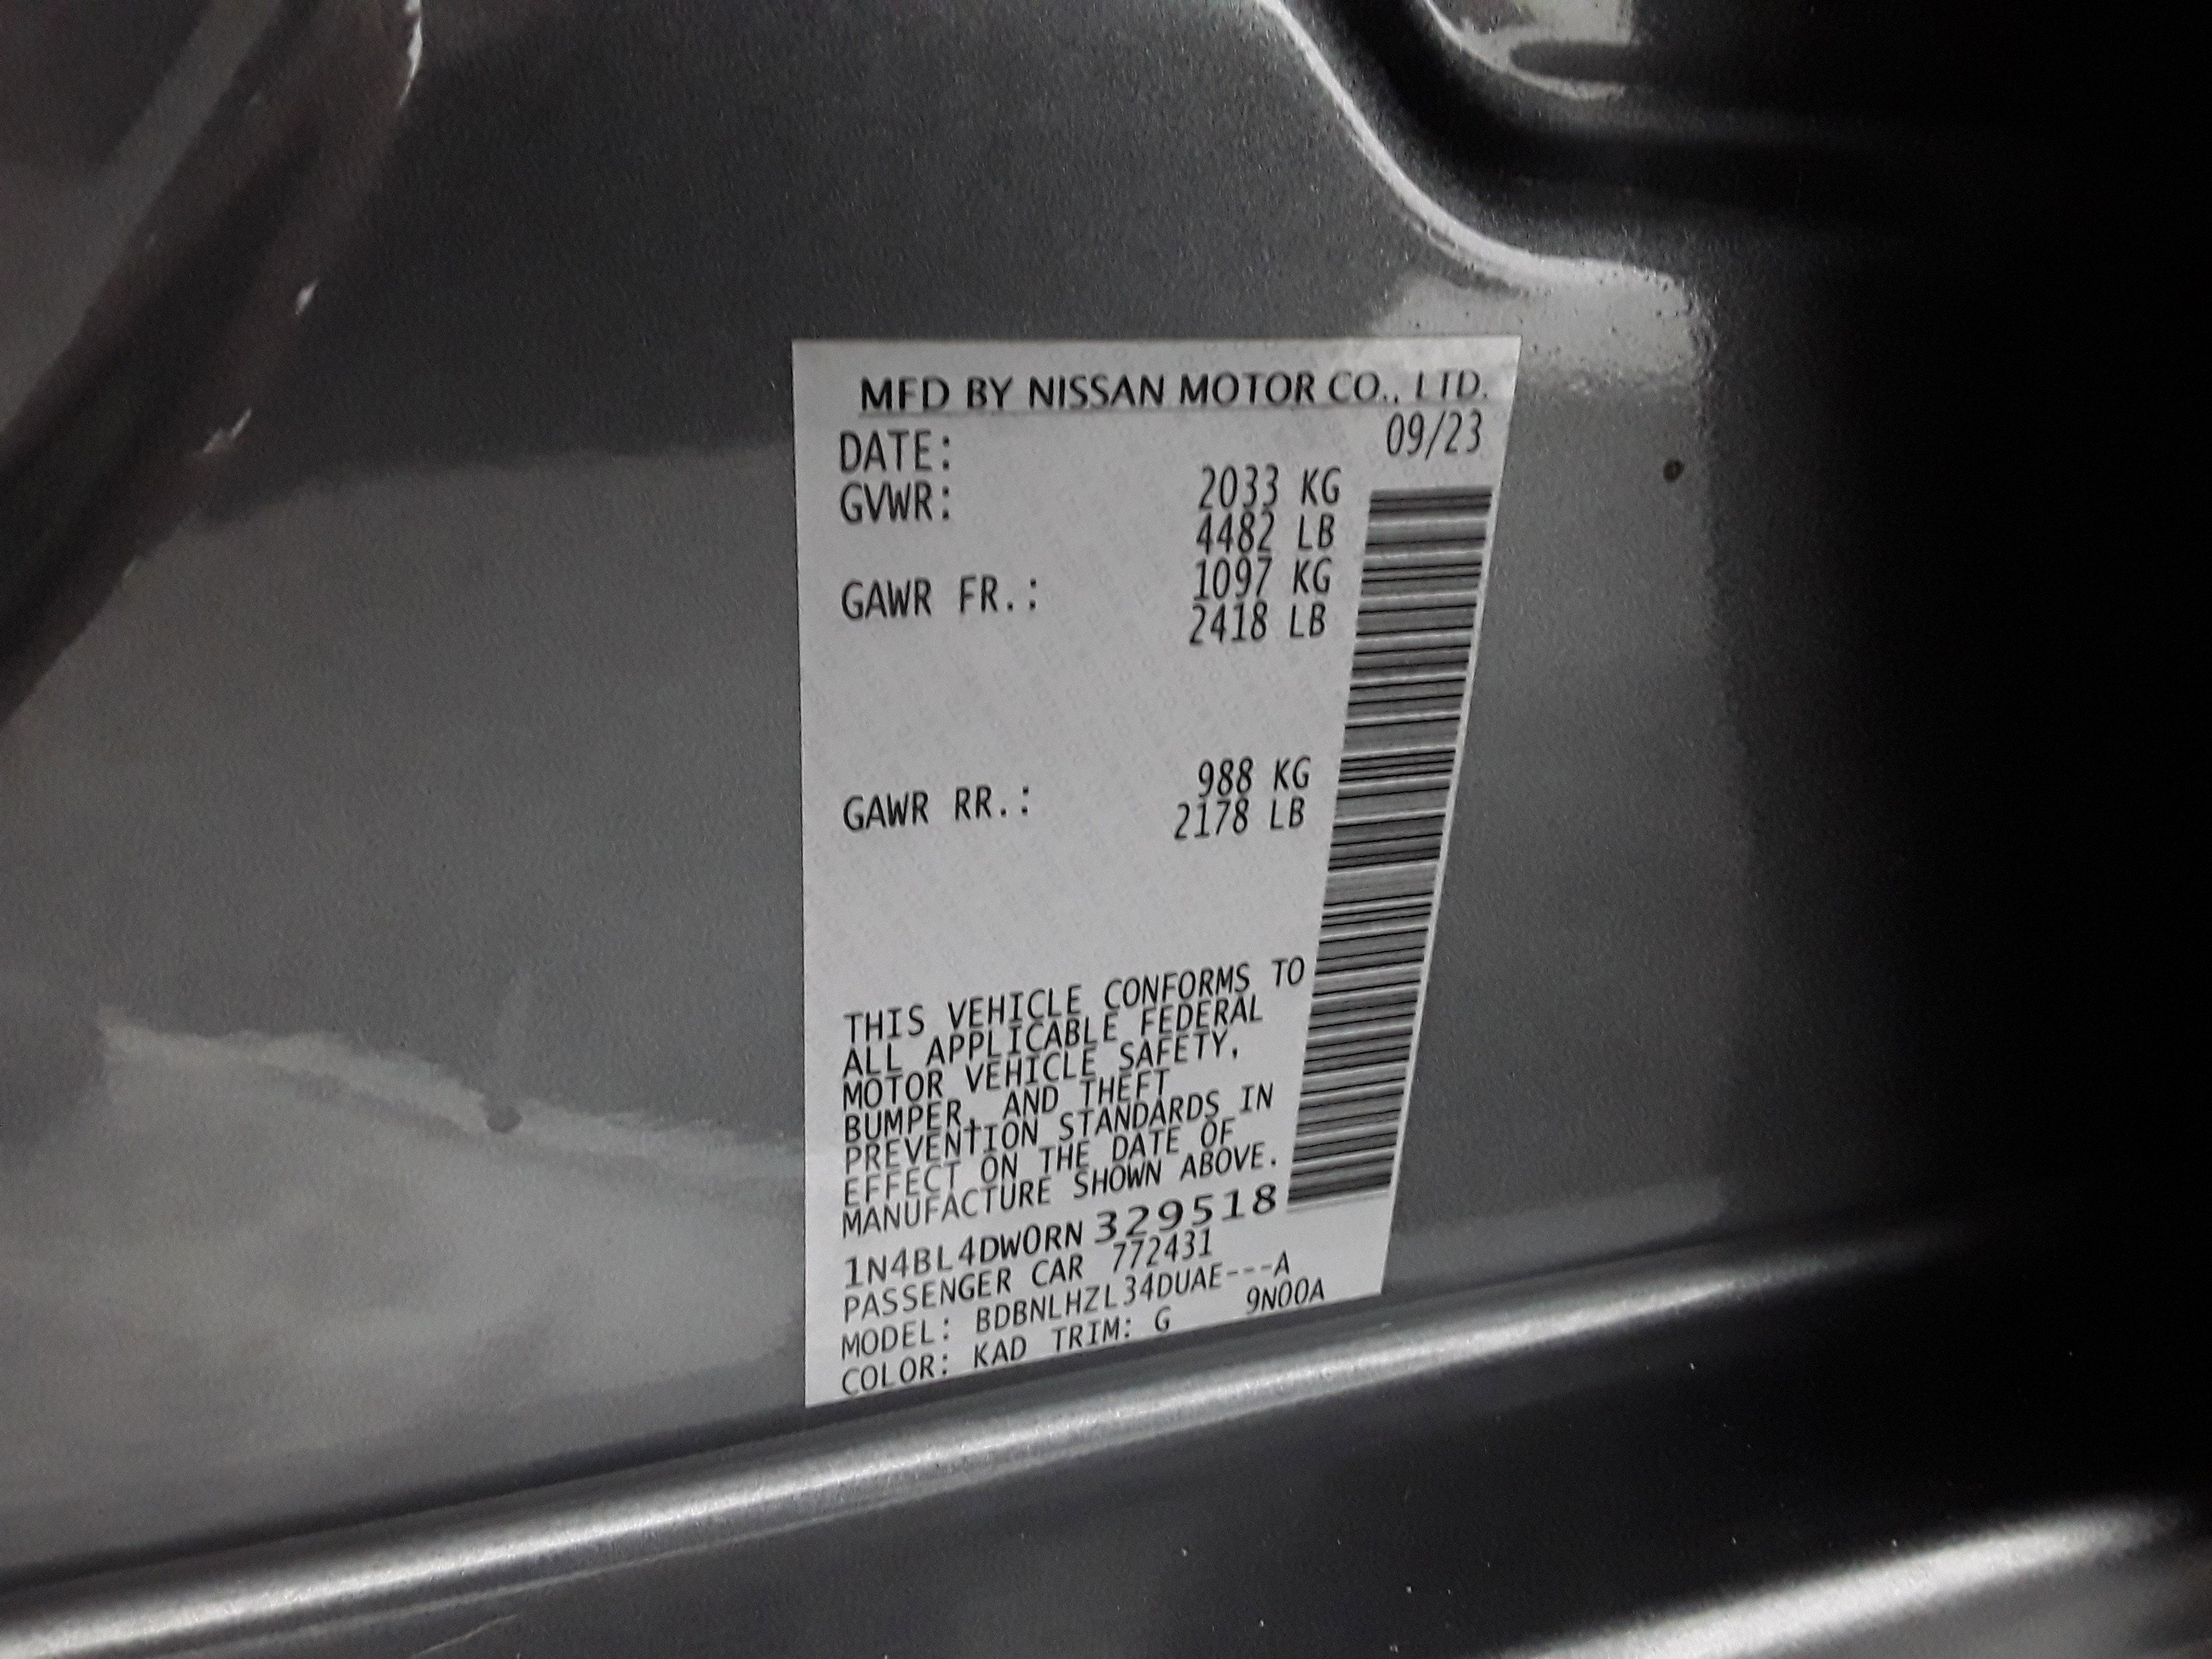 MFD BY NISSAN MOTOR CO., LTD.
DATE: 09/23
GVWR: 2033 KG
4482 LB
GAWR FR.: 1097 KG
2418 LB
GAWR RR.: 988 KG
2178 LB
THIS VEHICLE CONFORMS TO
ALL APPLICABLE FEDERAL
MOTOR VEHICLE SAFETY,
BUMPER, AND THEFT
PREVENTION STANDARDS IN
EFFECT ON THE DATE OF
MANUFACTURE SHOWN ABOVE.
1N4BL4DW0RN329518
PASSENGER CAR 772431
MODEL: BDBNLHZL34DUAE---A
COLOR: KAD TRIM: G 9N00A